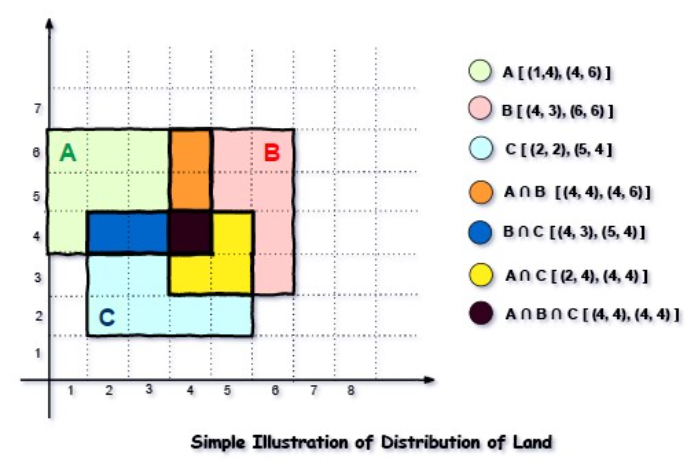 A [ (1,4), (4, 6) ]
B [ (4, 3), (6, 6) ]
C [ (2, 2), (5, 4 ]
A ∩ B [ (4, 4), (4, 6) ]
B ∩ C [ (4, 3), (5, 4) ]
A ∩ C [ (2, 4), (4, 4) ]
A ∩ B ∩ C [ (4, 4), (4, 4) ]
7
6
5
4
3
2
1
A
B
C
1 2 3 4 5 6 7 8
Simple Illustration of Distribution of Land